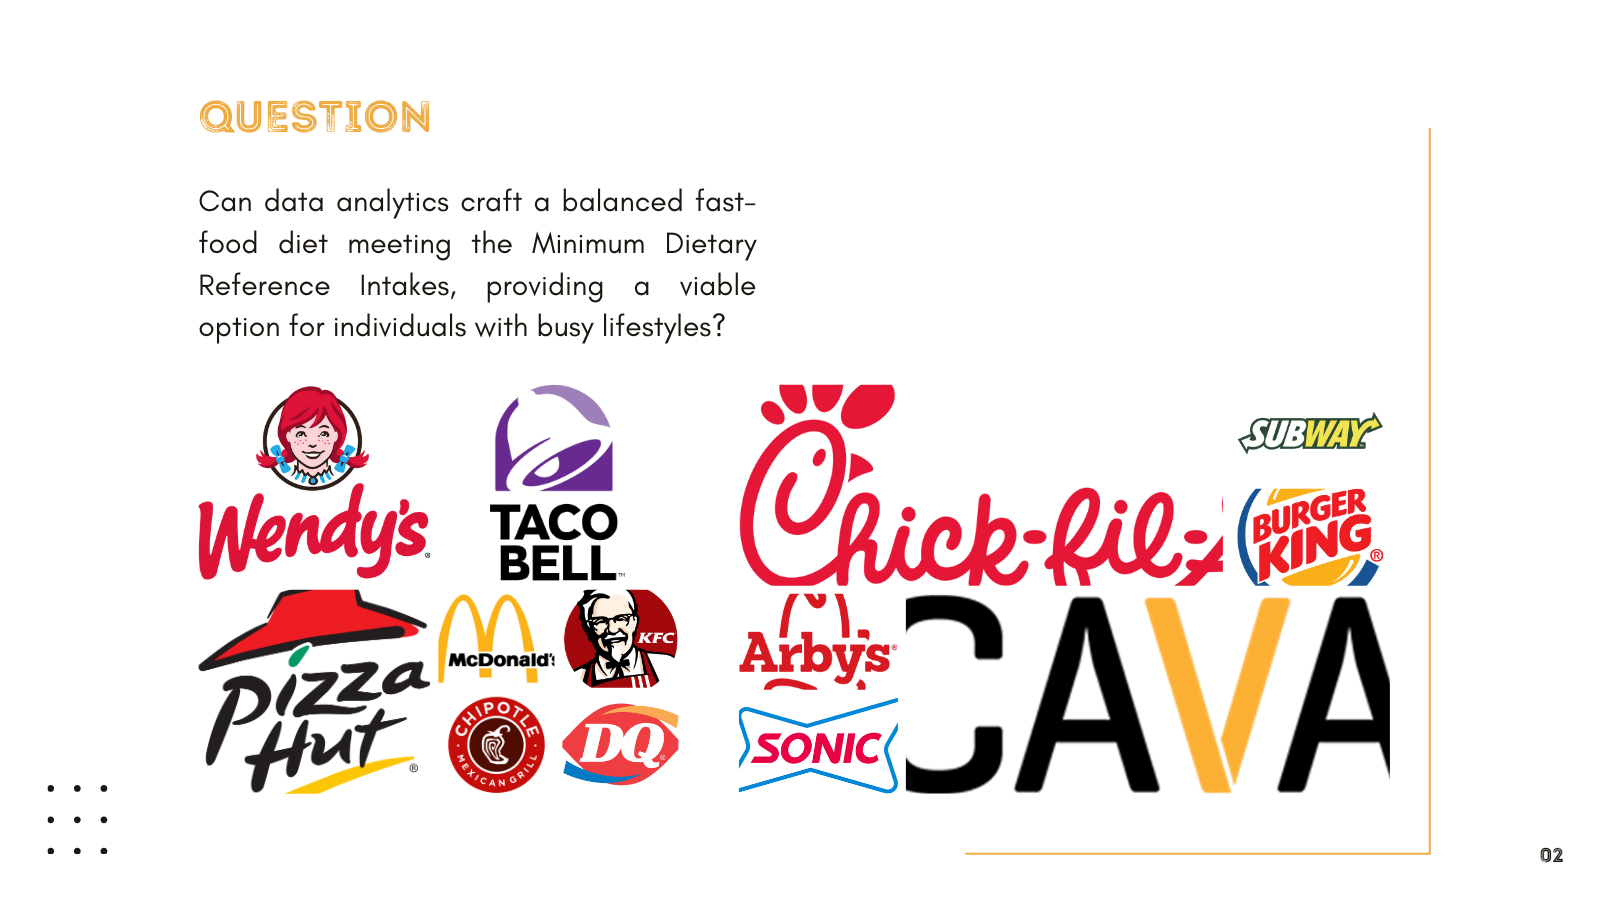 QUESTION
Can data analytics craft a balanced fast-
food diet meeting the Minimum Dietary
Reference Intakes, providing a viable
option for individuals with busy lifestyles?
Wendy's
TACO
BELL™
Chick-fil-A
SUBWAY
BURGER
KING®
Pizza
Hut®
McDonald's
KFC
CHIPOTLE
MEXICAN GRILL
DQ®
Arby's®
SONIC
CAVA
02